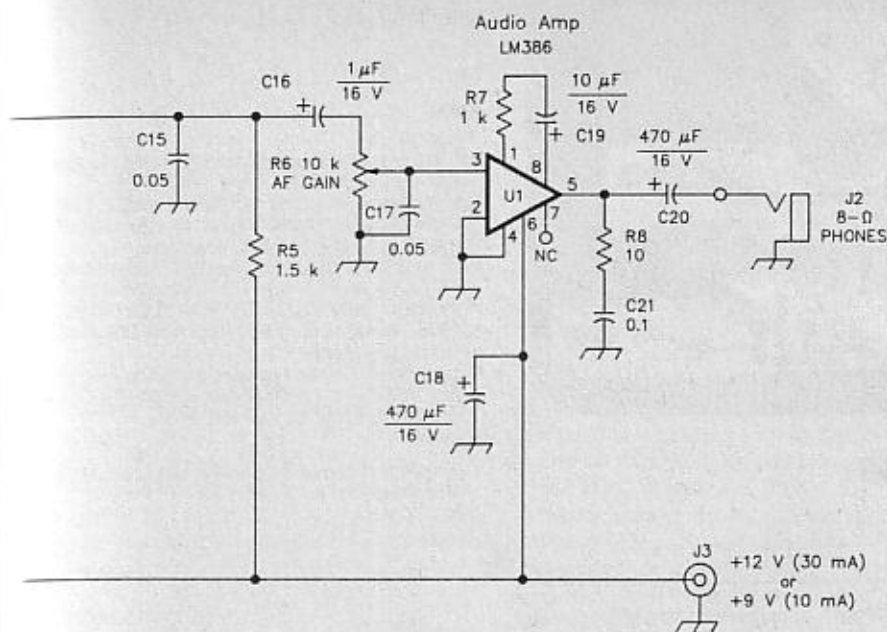 Audio Amp
LM386
C16
1 µF
16 V
R7
1 k
10 µF
16 V
C19
C15
0.05
R6 10 k
AF GAIN
C17
0.05
3
2
1
8
U1
4
6
7
5
NC
470 µF
16 V
C20
J2
8-Ω
PHONES
R5
1.5 k
R8
10
C21
0.1
C18
470 µF
16 V
J3
+12 V (30 mA)
or
+9 V (10 mA)
+
+
+
+